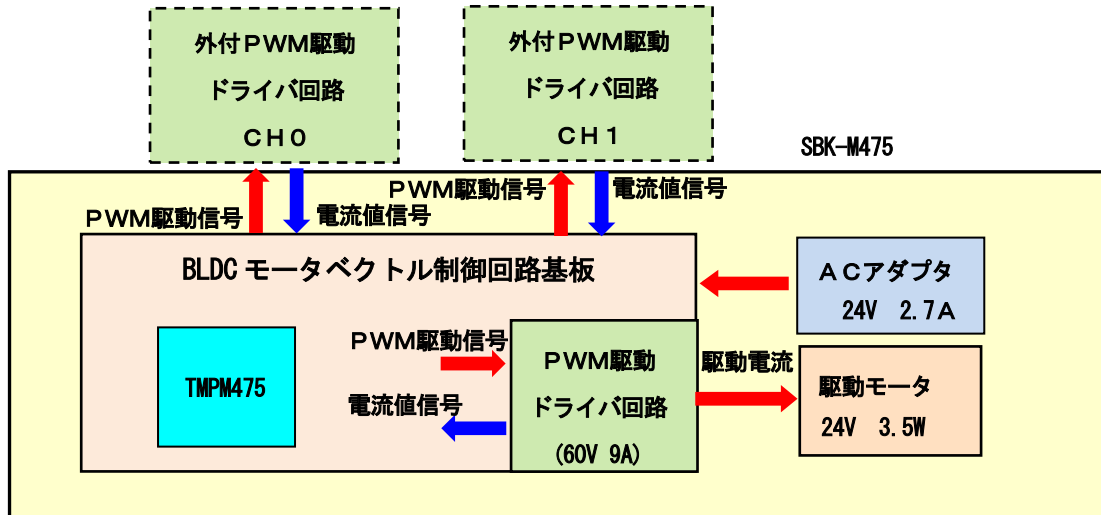 外付ＰＷＭ駆動
ドライバ回路
ＣＨ０
外付ＰＷＭ駆動
ドライバ回路
ＣＨ１
SBK-M475
ＰＷＭ駆動信号
電流値信号
ＰＷＭ駆動信号
電流値信号
BLDC モータベクトル制御回路基板
ＡＣアダプタ
24V 2.7Ａ
TMPM475
ＰＷＭ駆動信号
電流値信号
ＰＷＭ駆動
ドライバ回路
(60V 9A)
駆動電流
駆動モータ
24V 3.5W